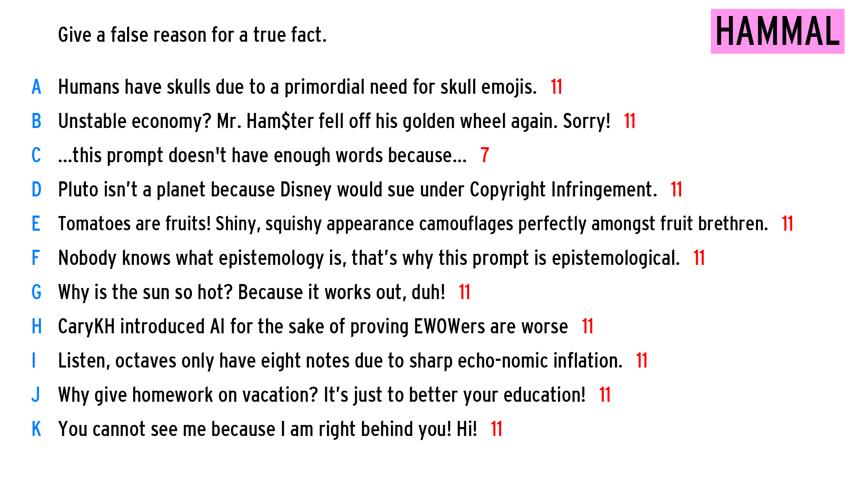 Give a false reason for a true fact.
HAMMAL
A Humans have skulls due to a primordial need for skull emojis. 11
B Unstable economy? Mr. Ham$ter fell off his golden wheel again. Sorry! 11
C ...this prompt doesn't have enough words because... 7
D Pluto isn't a planet because Disney would sue under Copyright Infringement. 11
E Tomatoes are fruits! Shiny, squishy appearance camouflages perfectly amongst fruit brethren. 11
F Nobody knows what epistemology is, that's why this prompt is epistemological. 11
G Why is the sun so hot? Because it works out, duh! 11
H CaryKH introduced AI for the sake of proving EWOWers are worse 11
I Listen, octaves only have eight notes due to sharp echo-nomic inflation. 11
J Why give homework on vacation? It's just to better your education! 11
K You cannot see me because I am right behind you! Hi! 11